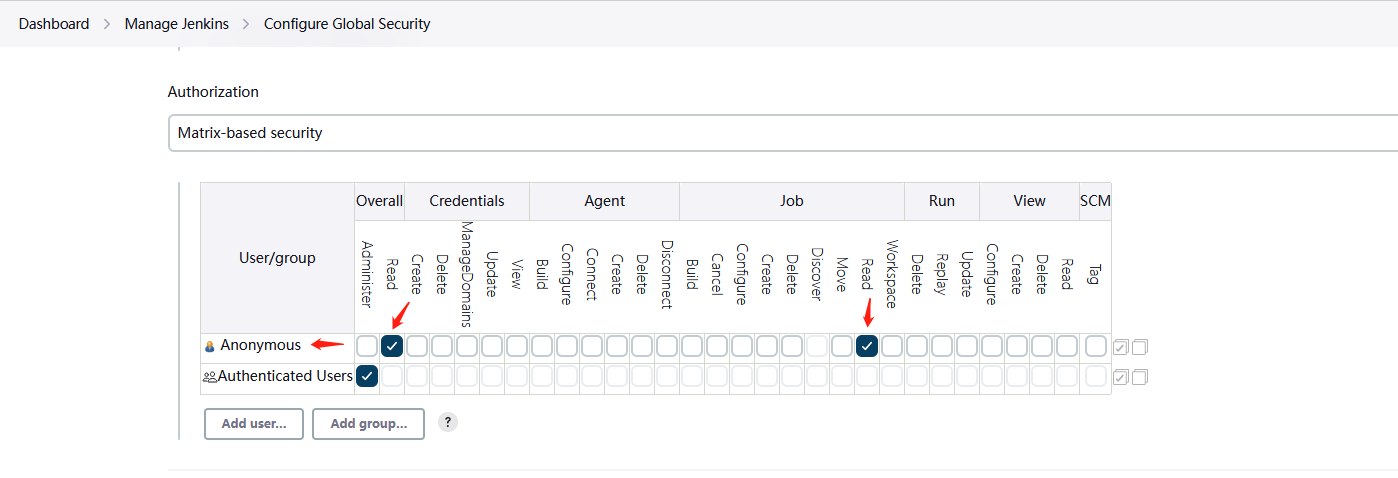 Dashboard > Manage Jenkins > Configure Global Security
Authorization
Matrix-based security
User/group Overall Credentials Agent Job Run View SCM
Administer Read Create Delete ManageDomains Update View Build Configure Connect Create Delete Disconnect Build Cancel Configure Create Delete Discover Move Read Workspace Delete Replay Update Configure Create Delete Read Tag
Anonymous
Authenticated Users
Add user... Add group... ?